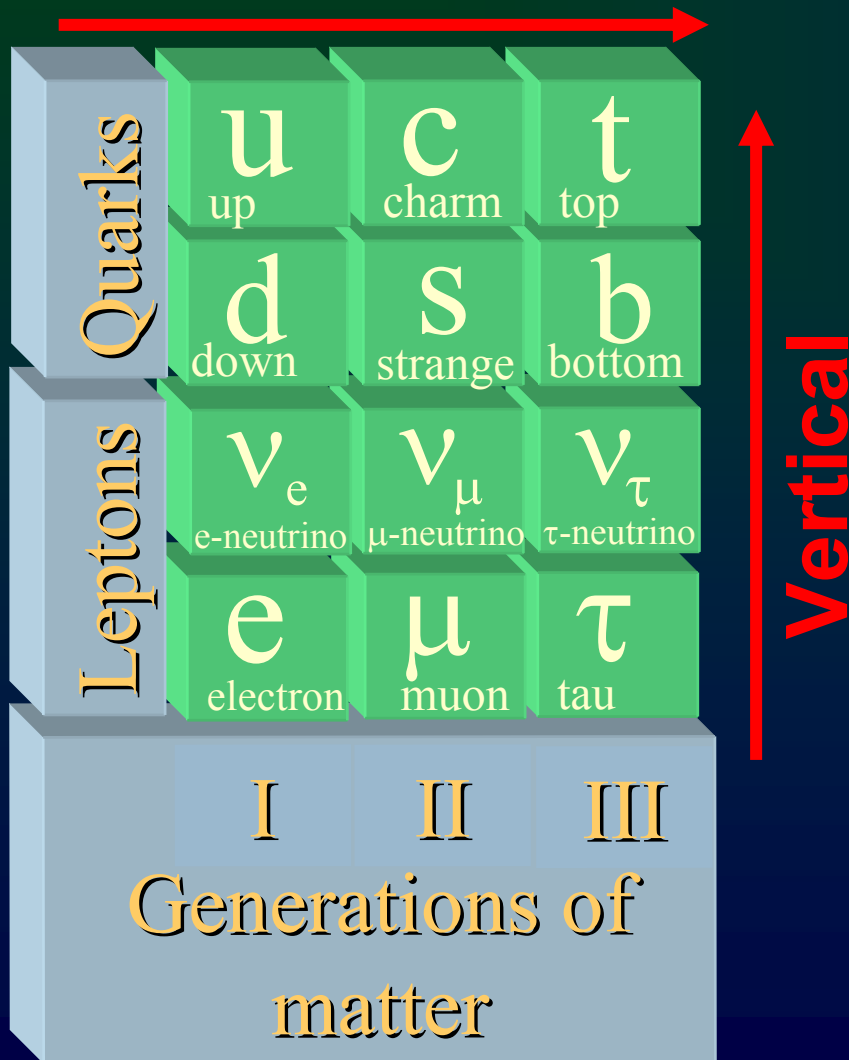 Quarks
u c t
up charm top
d s b
down strange bottom
Leptons
νe νμ ντ
e-neutrino μ-neutrino τ-neutrino
e μ τ
electron muon tau
Vertical
I II III
Generations of
matter